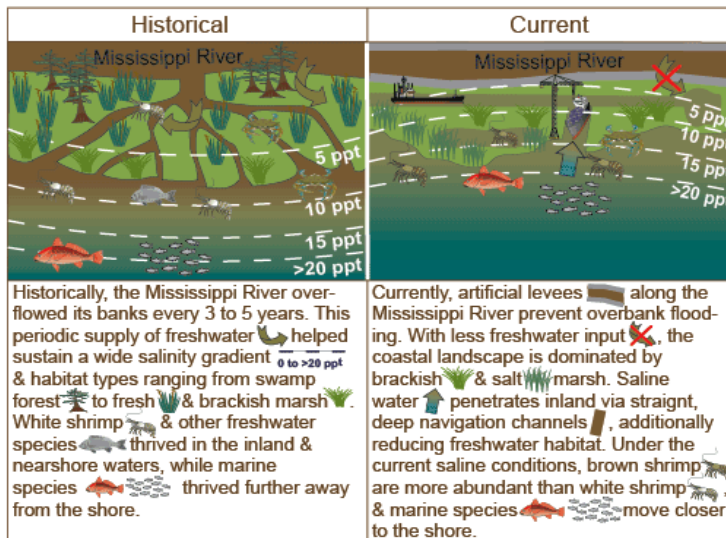 Historical
Mississippi River
5 ppt
10 ppt
15 ppt
>20 ppt
Historically, the Mississippi River over-
flowed its banks every 3 to 5 years. This
periodic supply of freshwater helped
sustain a wide salinity gradient 0 to >20 ppt
& habitat types ranging from swamp
forest to fresh & brackish marsh .
White shrimp & other freshwater
species thrived in the inland &
nearshore waters, while marine
species thrived further away
from the shore.
Current
Mississippi River
5 ppt
10 ppt
15 ppt
>20 ppt
Currently, artificial levees along the
Mississippi River prevent overbank flood-
ing. With less freshwater input , the
coastal landscape is dominated by
brackish & salt marsh. Saline
water penetrates inland via straignt,
deep navigation channels , additionally
reducing freshwater habitat. Under the
current saline conditions, brown shrimp
are more abundant than white shrimp ,
& marine species move closer
to the shore.